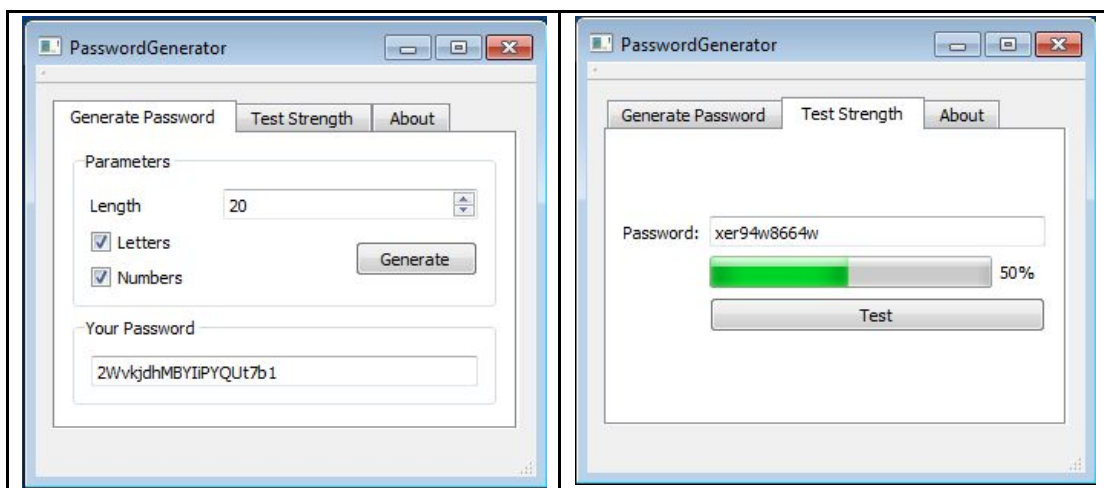 PasswordGenerator
Generate Password Test Strength About
Parameters
Length 20
Letters
Generate
Numbers
Your Password
2WvkjdhMBYIiPYQUt7b1
PasswordGenerator
Generate Password Test Strength About
Password: xer94w8664w
50%
Test